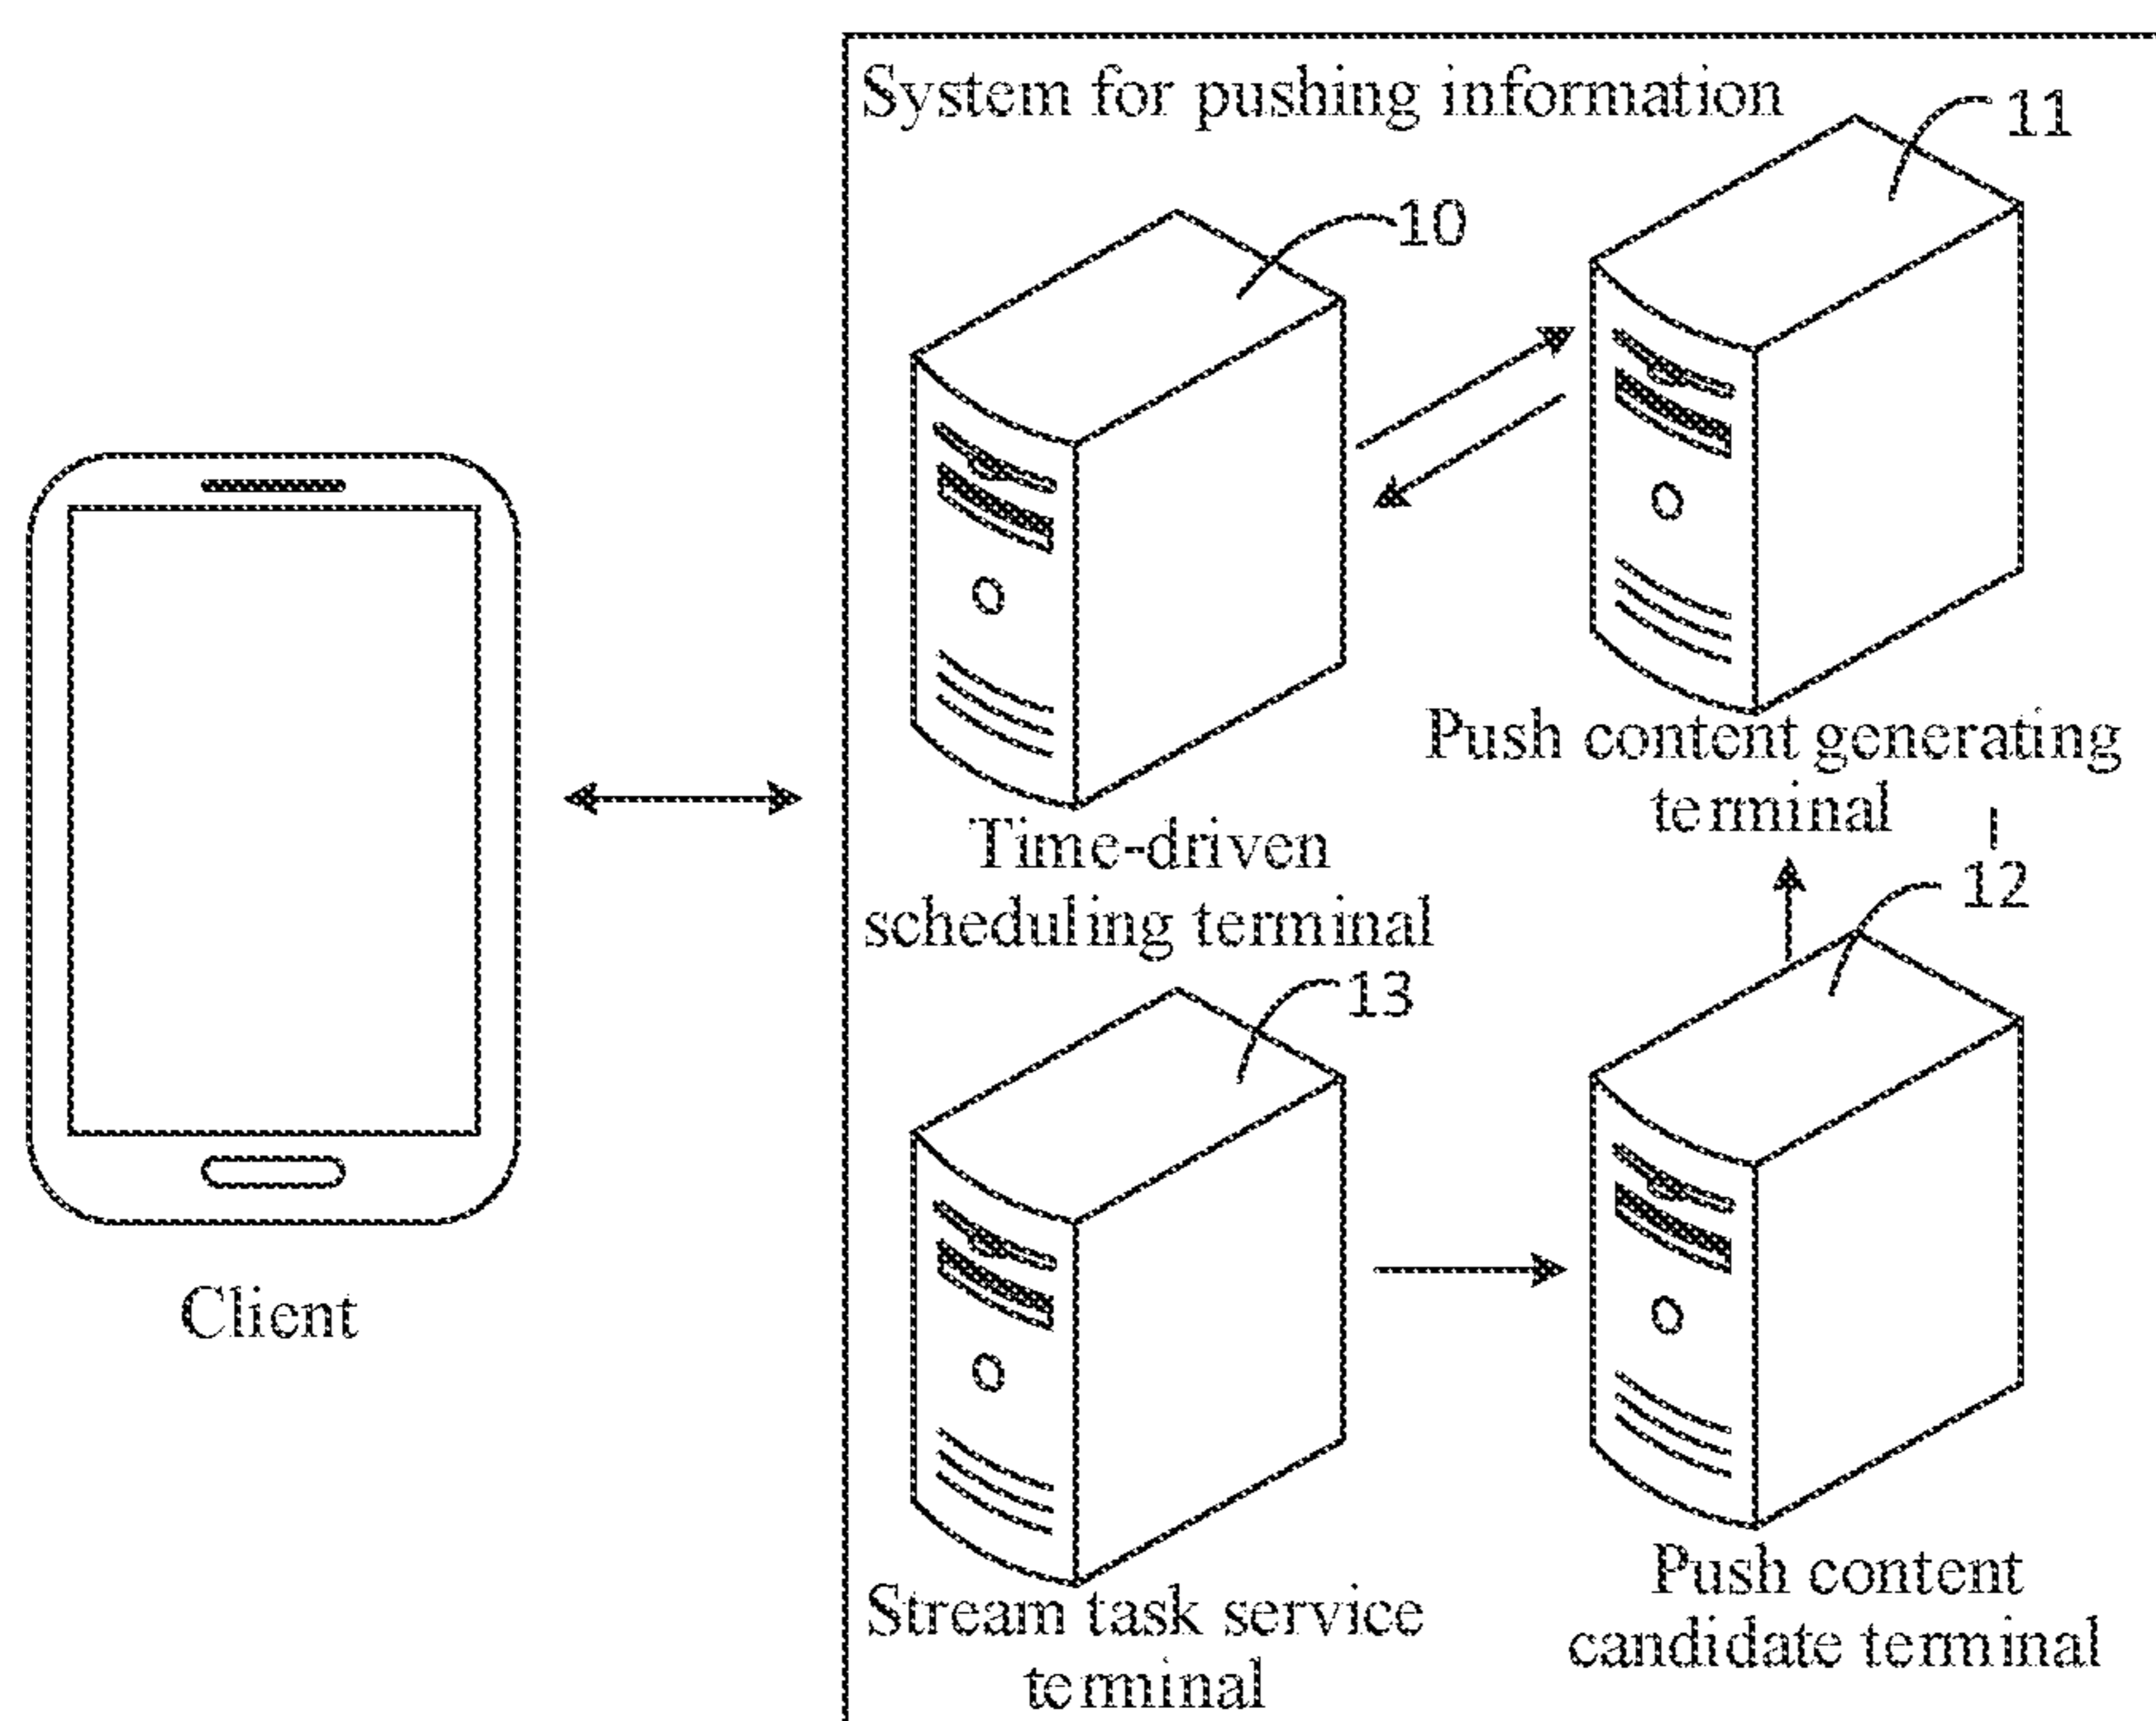 System for pushing information
11
10
Push content generating
terminal
Time-driven
scheduling terminal
12
13
Client
Push content
candidate terminal
Stream task service
terminal